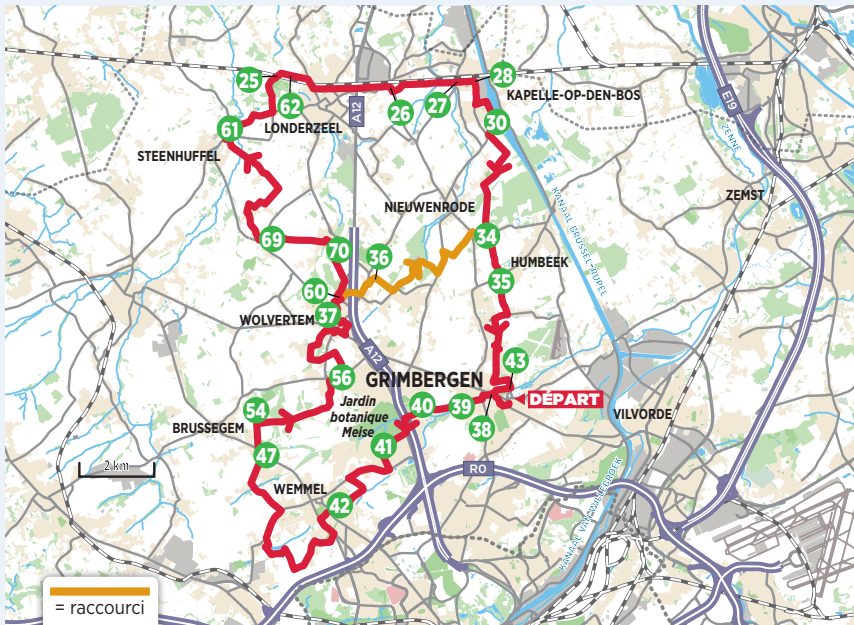 25
62
61
LONDERZEEL
A12
26
27
28
KAPELLE-OP-DEN-BOS
30
E19
ZENNE
STEENHUFFEL
ZEMST
NIEUWENRODE
KANAAL BRUSSEL-RUPEL
69
70
36
34
HUMBEEK
35
60
37
WOLVERTEM
A12
43
56
GRIMBERGEN
DÉPART
54
Jardin
botanique
Meise
40
39
38
VILVORDE
BRUSSEGEM
41
47
2 km
WEMMEL
R0
42
KANAAL VAN WILLEBROEK
= raccourci